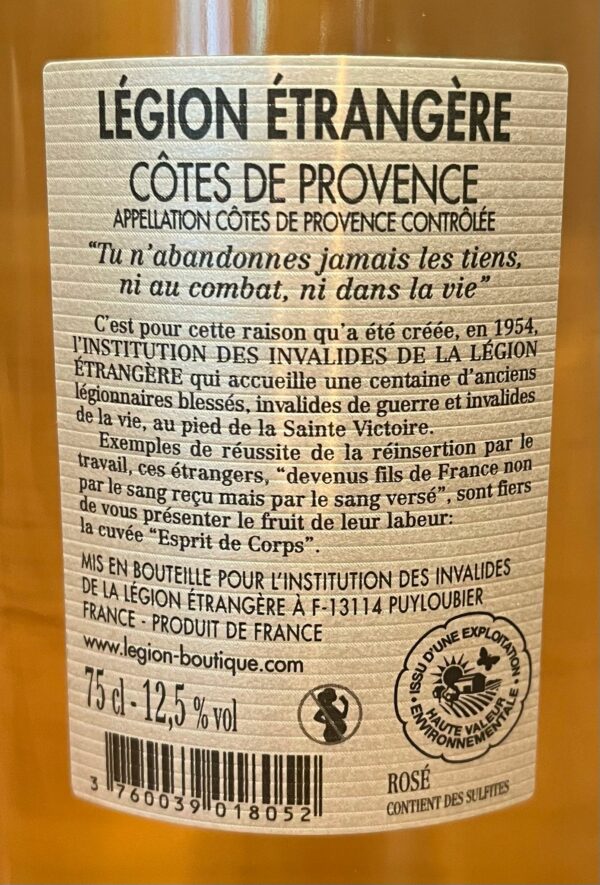 LÉGION ÉTRANGÈRE
CÔTES DE PROVENCE
APPELLATION CÔTES DE PROVENCE CONTRÔLÉE
“Tu n’abandonnes jamais les tiens,
ni au combat, ni dans la vie”
C’est pour cette raison qu’a été créée, en 1954,
l’INSTITUTION DES INVALIDES DE LA LÉGION
ÉTRANGÈRE qui accueille une centaine d’anciens
légionnaires blessés, invalides de guerre et invalides
de la vie, au pied de la Sainte Victoire.
Exemples de réussite de la réinsertion par le
travail, ces étrangers, “devenus fils de France non
par le sang reçu mais par le sang versé”, sont fiers
de vous présenter le fruit de leur labeur:
la cuvée “Esprit de Corps”.
MIS EN BOUTEILLE POUR L’INSTITUTION DES INVALIDES
DE LA LÉGION ÉTRANGÈRE À F-13114 PUYLOUBIER
FRANCE - PRODUIT DE FRANCE
www.legion-boutique.com
75 cl - 12,5 % vol
• ISSU D’UNE EXPLOITATION •
HAUTE VALEUR
ENVIRONNEMENTALE
3 760039 018052
ROSÉ
CONTIENT DES SULFITES